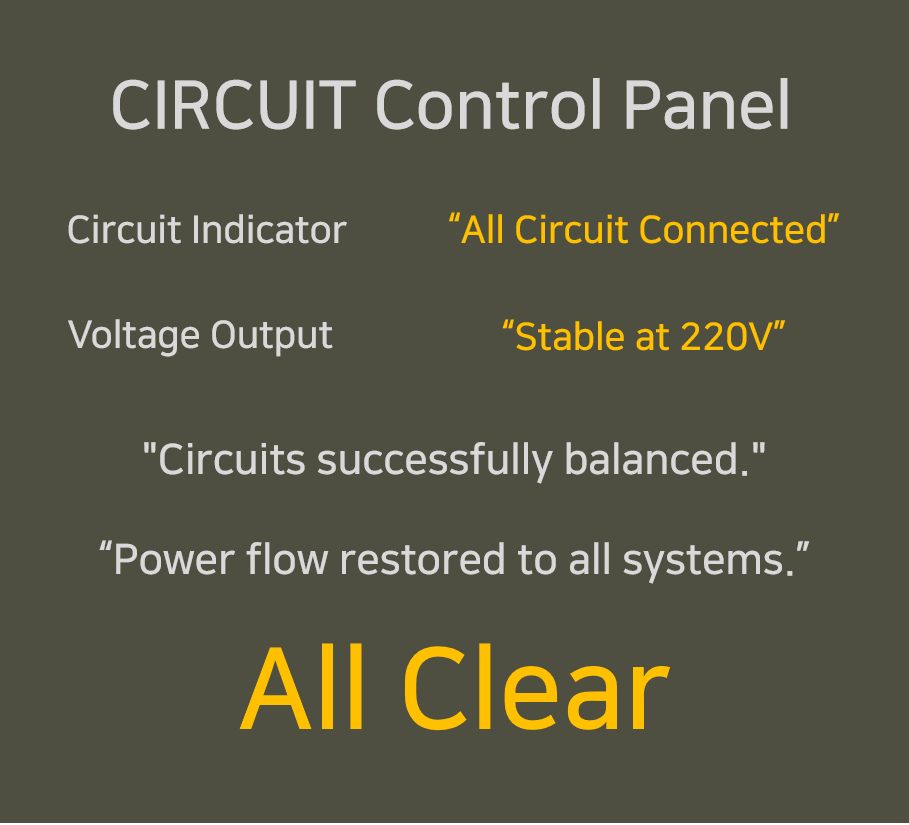 CIRCUIT Control Panel
Circuit Indicator “All Circuit Connected”
Voltage Output “Stable at 220V”
"Circuits successfully balanced."
“Power flow restored to all systems.”
All Clear